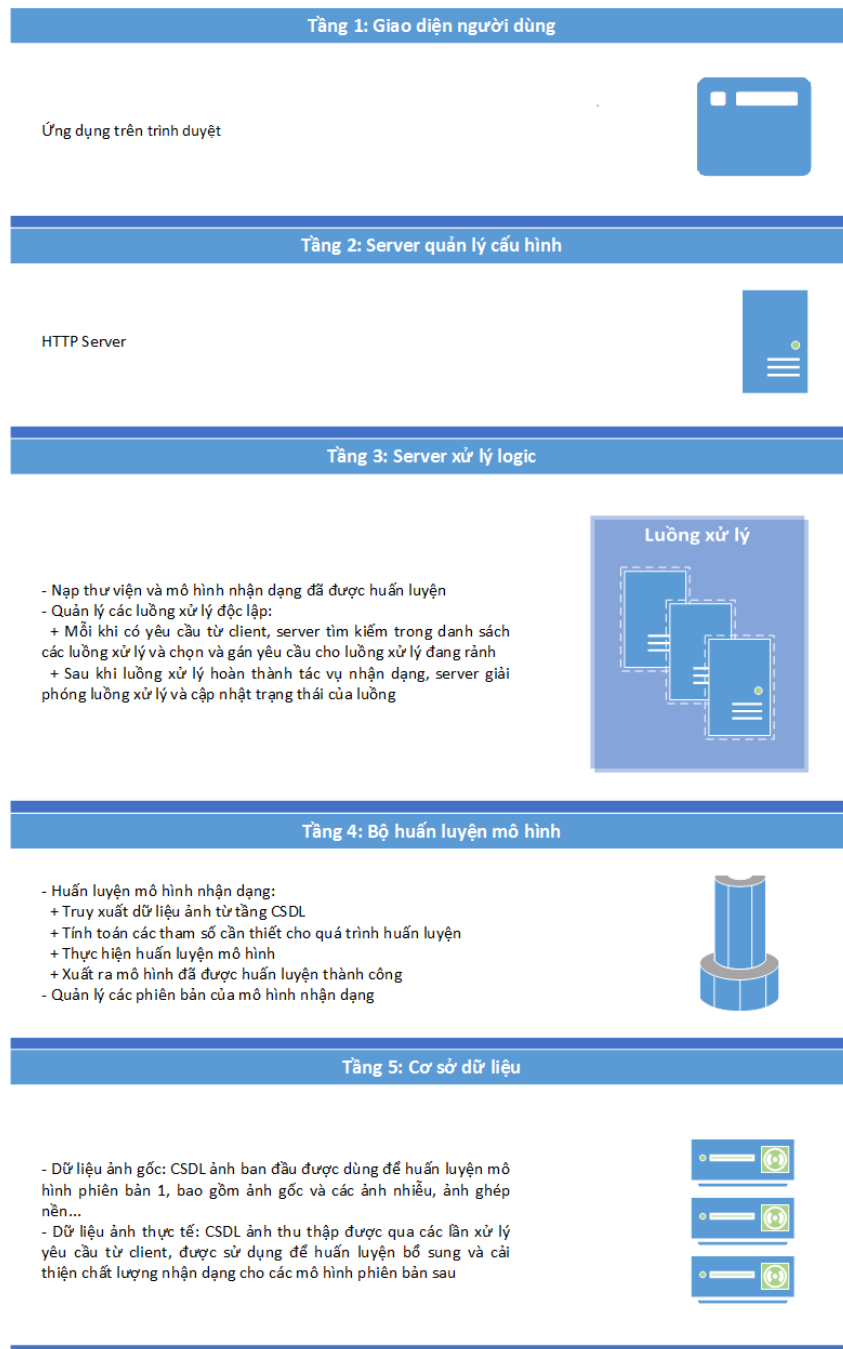 Tầng 1: Giao diện người dùng
Ứng dụng trên trình duyệt
Tầng 2: Server quản lý cấu hình
HTTP Server
Tầng 3: Server xử lý logic
Luồng xử lý
- Nạp thư viện và mô hình nhận dạng đã được huấn luyện
- Quản lý các luồng xử lý độc lập:
+ Mỗi khi có yêu cầu từ client, server tìm kiếm trong danh sách
các luồng xử lý và chọn và gán yêu cầu cho luồng xử lý đang rảnh
+ Sau khi luồng xử lý hoàn thành tác vụ nhận dạng, server giải
phóng luồng xử lý và cập nhật trạng thái của luồng
Tầng 4: Bộ huấn luyện mô hình
- Huấn luyện mô hình nhận dạng:
+ Truy xuất dữ liệu ảnh từ tầng CSDL
+ Tính toán các tham số cần thiết cho quá trình huấn luyện
+ Thực hiện huấn luyện mô hình
+ Xuất ra mô hình đã được huấn luyện thành công
- Quản lý các phiên bản của mô hình nhận dạng
Tầng 5: Cơ sở dữ liệu
- Dữ liệu ảnh gốc: CSDL ảnh ban đầu được dùng để huấn luyện mô
hình phiên bản 1, bao gồm ảnh gốc và các ảnh nhiễu, ảnh ghép
nền...
- Dữ liệu ảnh thực tế: CSDL ảnh thu thập được qua các lần xử lý
yêu cầu từ client, được sử dụng để huấn luyện bổ sung và cải
thiện chất lượng nhận dạng cho các mô hình phiên bản sau